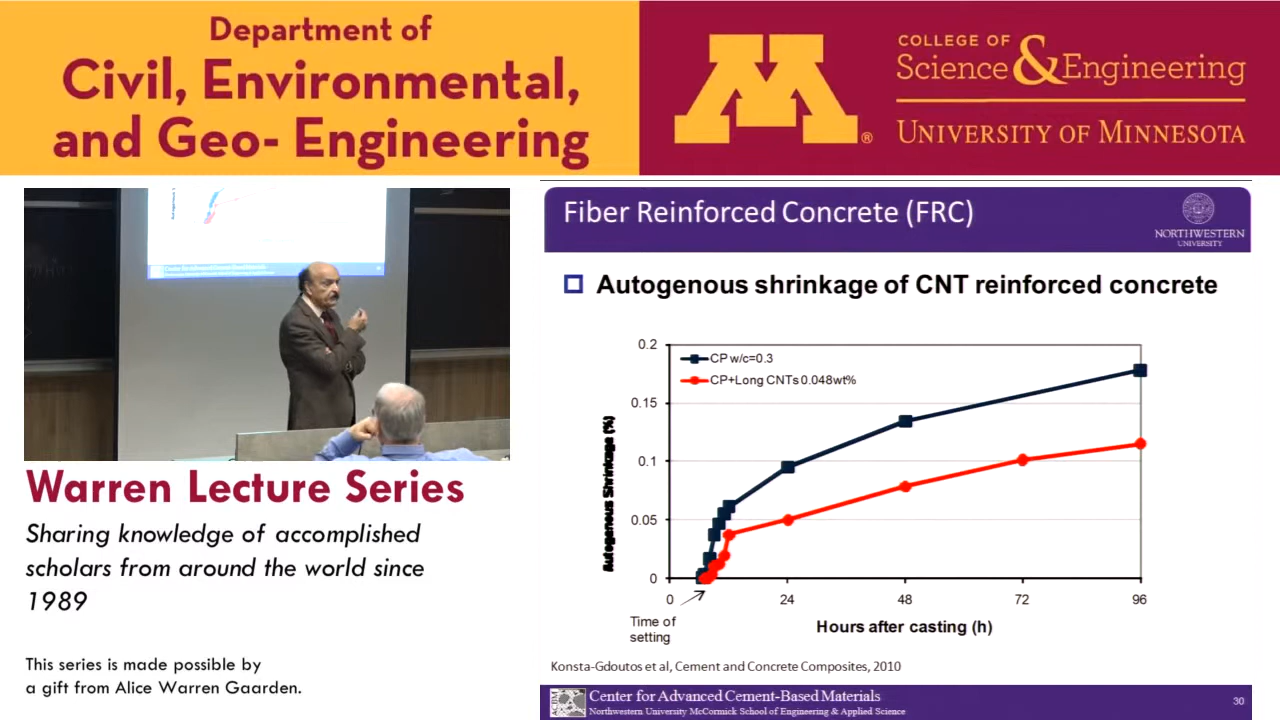 Department of
Civil, Environmental,
and Geo- Engineering
COLLEGE OF
Science & Engineering
UNIVERSITY OF MINNESOTA
®
Warren Lecture Series
Sharing knowledge of accomplished
scholars from around the world since
1989
This series is made possible by
a gift from Alice Warren Gaarden.
Fiber Reinforced Concrete (FRC)
NORTHWESTERN
UNIVERSITY
Autogenous shrinkage of CNT reinforced concrete
CP w/c=0.3
CP+Long CNTs 0.048wt%
Autogenous Shrinkage (%)
0.2
0.15
0.1
0.05
0
0 24 48 72 96
Time of
setting
Hours after casting (h)
Konsta-Gdoutos et al, Cement and Concrete Composites, 2010
Center for Advanced Cement-Based Materials
Northwestern University McCormick School of Engineering & Applied Science
30